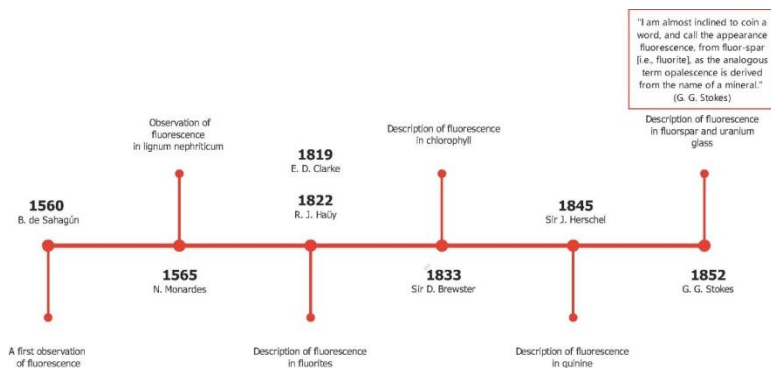 "I am almost inclined to coin a
word, and call the appearance
fluorescence, from fluor-spar
[i.e., fluorite], as the analogous
term opalescence is derived
from the name of a mineral."
(G. G. Stokes)
Observation of
fluorescence
in lignum nephriticum
Description of fluorescence
in chlorophyll
Description of fluorescence
in fluorspar and uranium
glass
1819
E. D. Clarke
1560
B. de Sahagún
1822
R. J. Haüy
1845
Sir J. Herschel
1565
N. Monardes
1833
Sir D. Brewster
1852
G. G. Stokes
A first observation
of fluorescence
Description of fluorescence
in fluorites
Description of fluorescence
in quinine